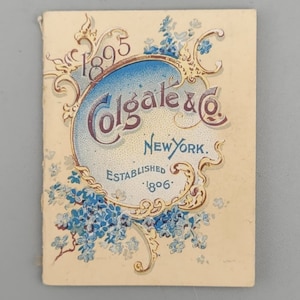 1895
Colgate & Co.
NEW YORK.
ESTABLISHED
1806.